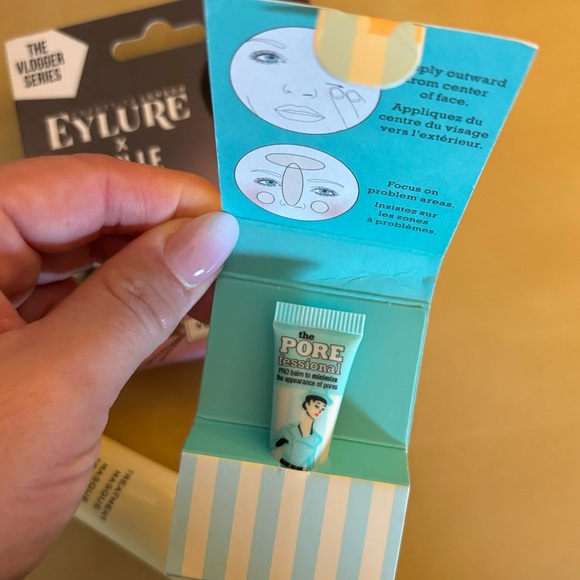 THE
VLOGGER
SERIES
EYLURE
X
ply outward
from center
of face.
Appliquez du
centre du visage
vers l'extérieur.
Focus on
problem areas.
Insistez sur
les zones
à problèmes.
the
PORE
fessional
PRO balm to minimize
the appearance of pores
TREATMENT
MASQUE
MASQUE